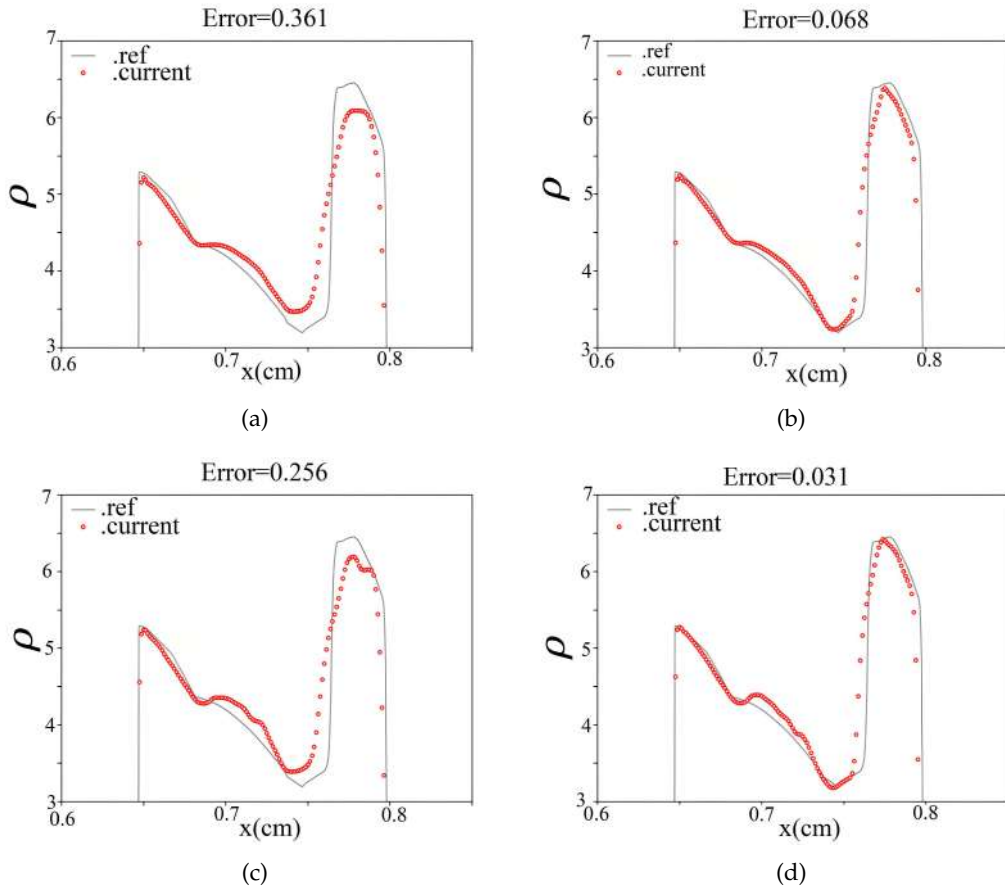 Error=0.361
7
.ref
.current
6
ρ
5
4
3
0.6
0.7
0.8
x(cm)
(a)
Error=0.068
7
.ref
.current
6
ρ
5
4
3
0.6
0.7
0.8
x(cm)
(b)
Error=0.256
7
.ref
.current
6
ρ
5
4
3
0.6
0.7
0.8
x(cm)
(c)
Error=0.031
7
.ref
.current
6
ρ
5
4
3
0.6
0.7
0.8
x(cm)
(d)